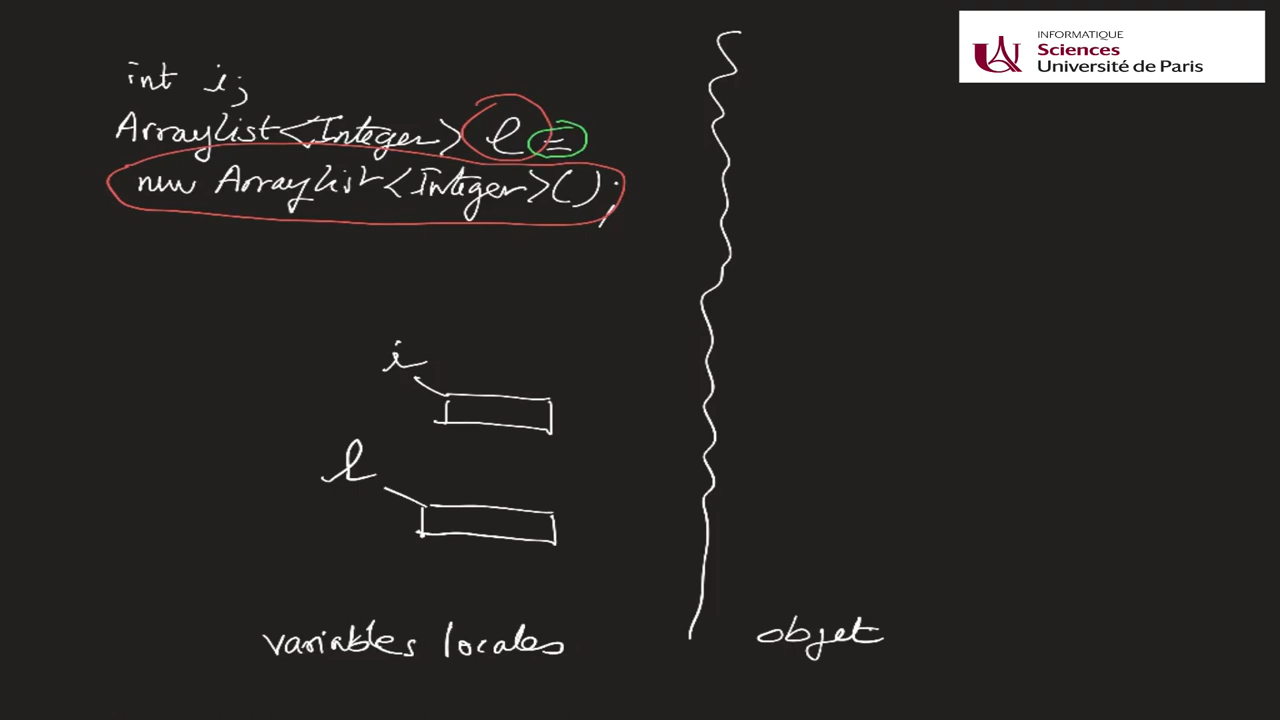 int i;
ArrayList<Integer> l =
new ArrayList<Integer>();
i
l
variables locales
objet
INFORMATIQUE
Sciences
Université de Paris